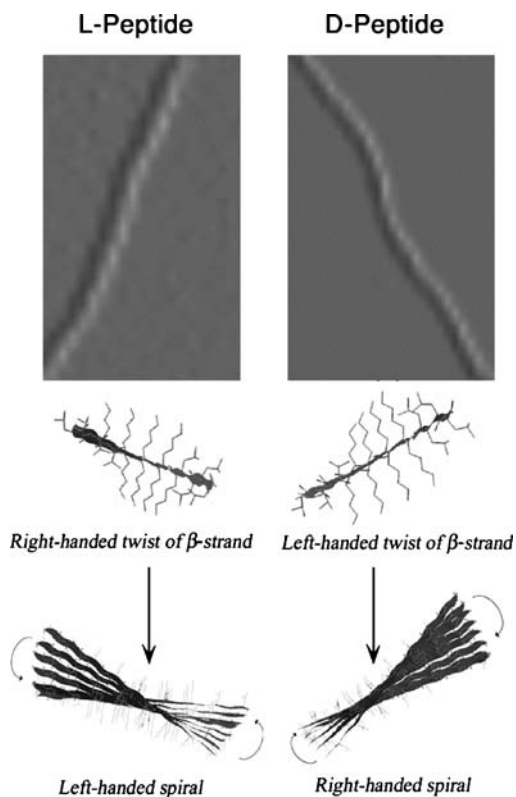 L-Peptide
D-Peptide
Right-handed twist of β-strand
Left-handed twist of β-strand
Left-handed spiral
Right-handed spiral